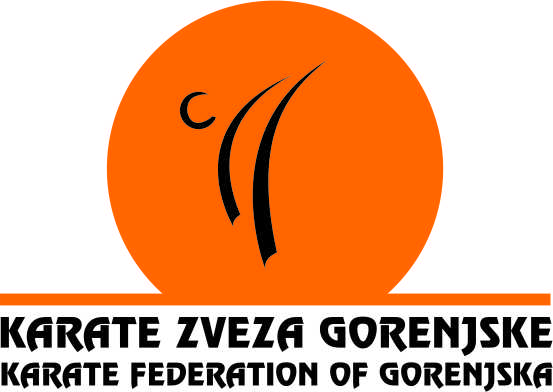 KARATE ZVEZA GORENJSKE
KARATE FEDERATION OF GORENJSKA